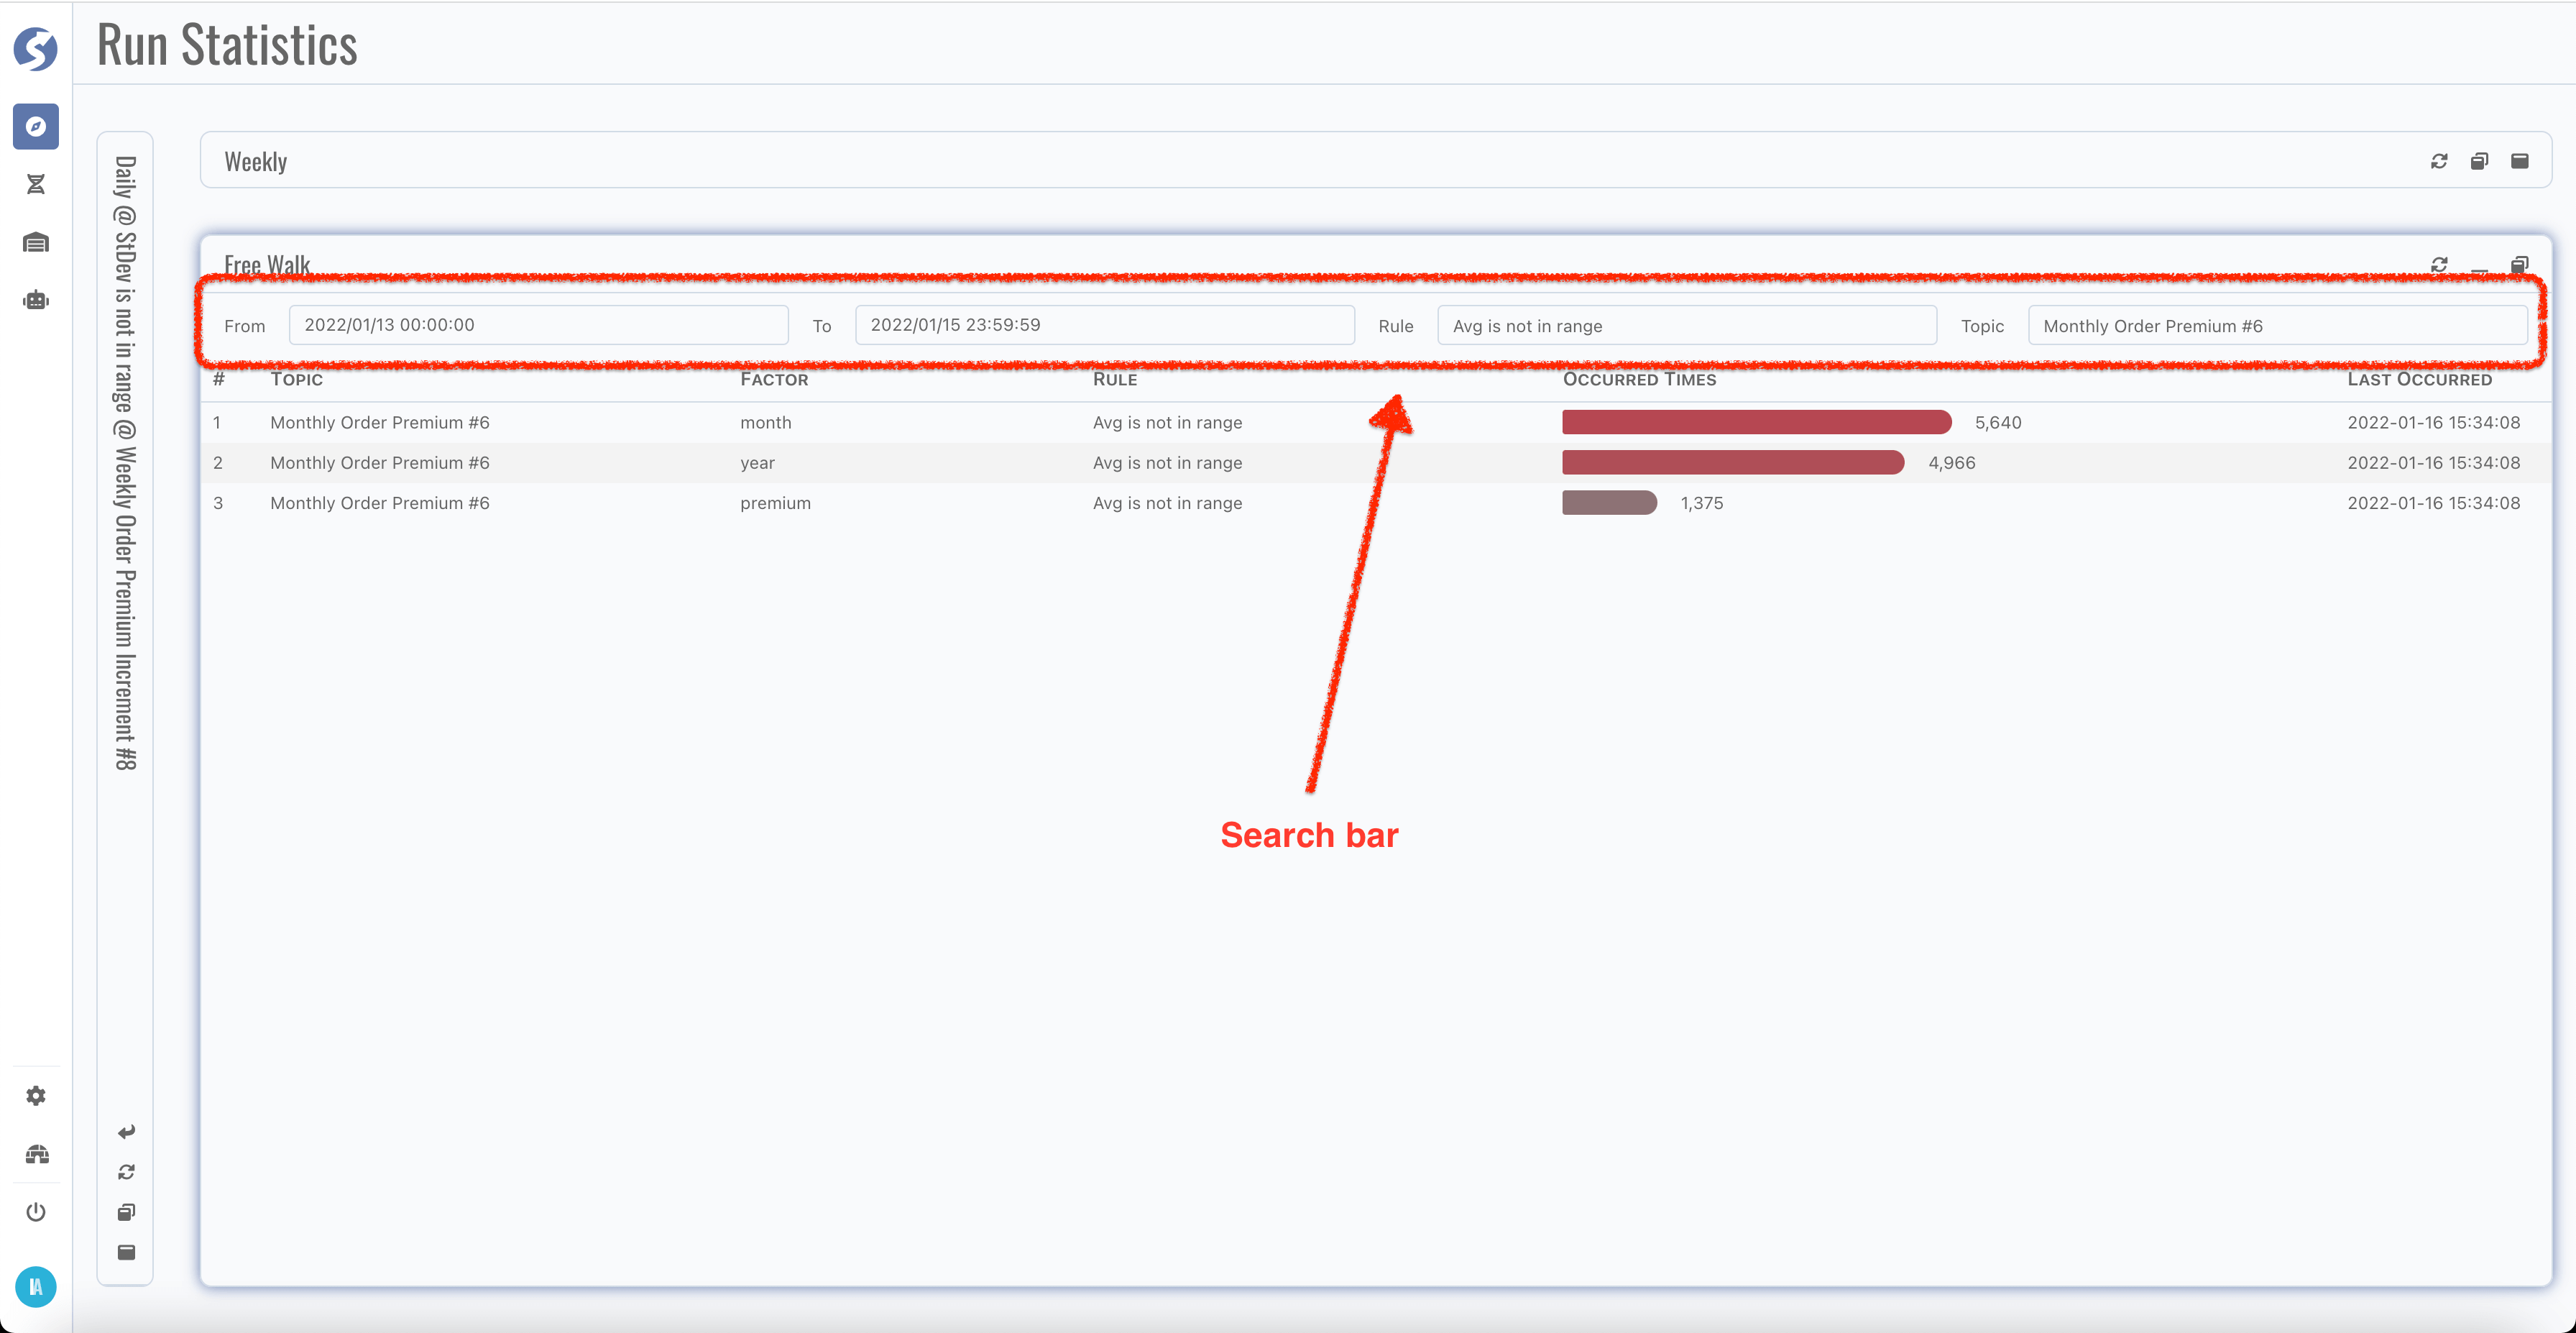 Run Statistics
Daily @ StDev is not in range @ Weekly Order Premium Increment #8
Weekly
Free Walk
From 2022/01/13 00:00:00 To 2022/01/15 23:59:59 Rule Avg is not in range Topic Monthly Order Premium #6
# TOPIC FACTOR RULE OCCURRED TIMES LAST OCCURRED
1 Monthly Order Premium #6 month Avg is not in range 5,640 2022-01-16 15:34:08
2 Monthly Order Premium #6 year Avg is not in range 4,966 2022-01-16 15:34:08
3 Monthly Order Premium #6 premium Avg is not in range 1,375 2022-01-16 15:34:08
Search bar
IA